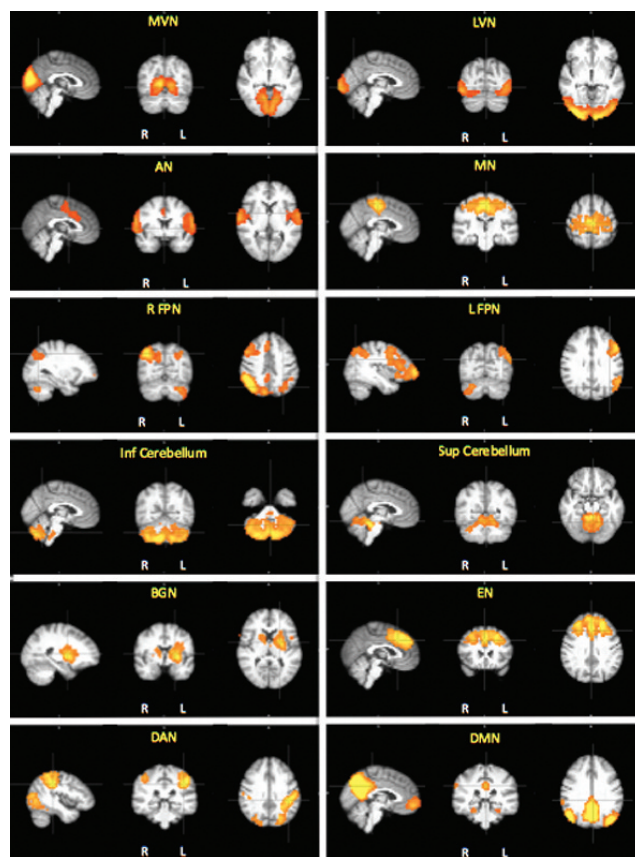 MVN
R L
LVN
R L
AN
R L
MN
R L
R FPN
R L
L FPN
R L
Inf Cerebellum
R L
Sup Cerebellum
R L
BGN
R L
EN
R L
DAN
R L
DMN
R L